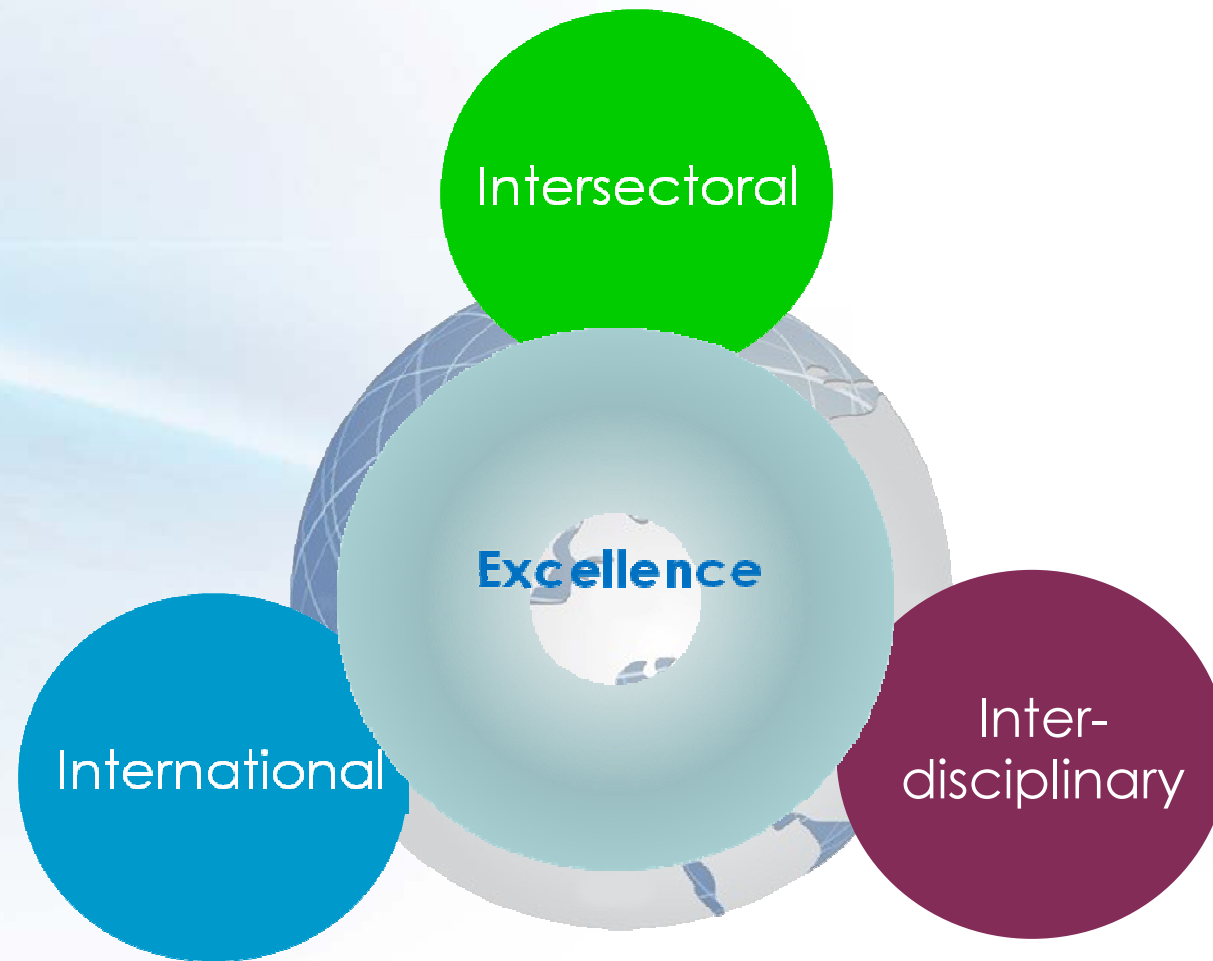 Intersectoral
Excellence
International
Inter-
disciplinary